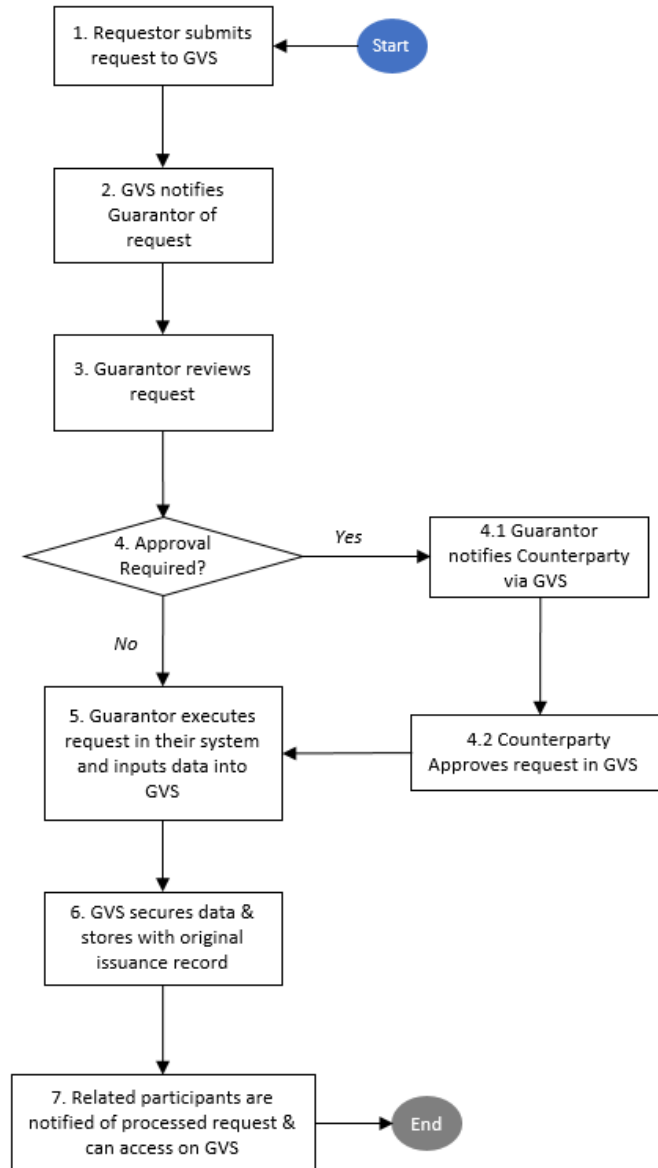 1. Requestor submits
request to GVS
Start
2. GVS notifies
Guarantor of
request
3. Guarantor reviews
request
4. Approval
Required?
Yes
4.1 Guarantor
notifies Counterparty
via GVS
No
5. Guarantor executes
request in their system
and inputs data into
GVS
4.2 Counterparty
Approves request in GVS
6. GVS secures data &
stores with original
issuance record
7. Related participants are
notified of processed request &
can access on GVS
End